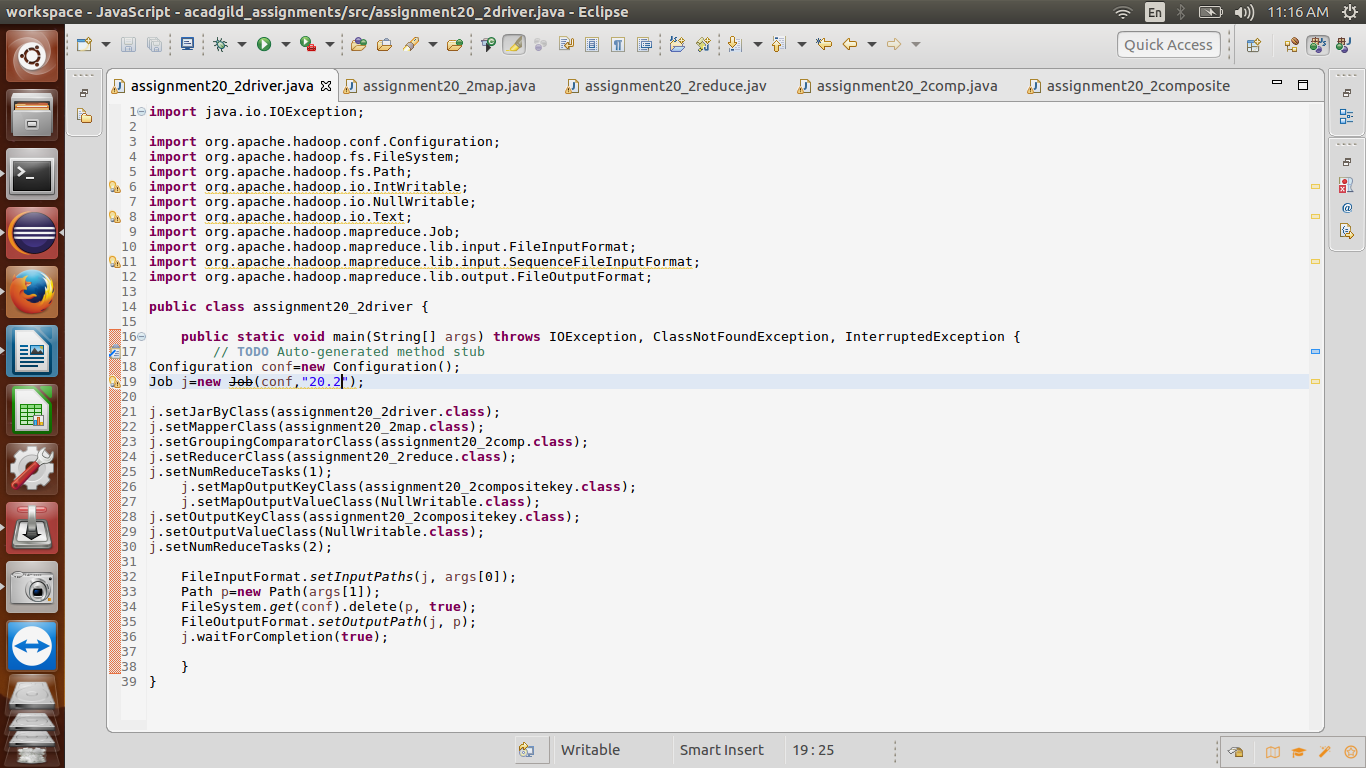 workspace - JavaScript - acadgild_assignments/src/assignment20_2driver.java - Eclipse
En
11:16 AM
Quick Access
assignment20_2driver.java
assignment20_2map.java
assignment20_2reduce.jav
assignment20_2comp.java
assignment20_2composite
1 import java.io.IOException;
2
3 import org.apache.hadoop.conf.Configuration;
4 import org.apache.hadoop.fs.FileSystem;
5 import org.apache.hadoop.fs.Path;
6 import org.apache.hadoop.io.IntWritable;
7 import org.apache.hadoop.io.NullWritable;
8 import org.apache.hadoop.io.Text;
9 import org.apache.hadoop.mapreduce.Job;
10 import org.apache.hadoop.mapreduce.lib.input.FileInputFormat;
11 import org.apache.hadoop.mapreduce.lib.input.SequenceFileInputFormat;
12 import org.apache.hadoop.mapreduce.lib.output.FileOutputFormat;
13
14 public class assignment20_2driver {
15
16     public static void main(String[] args) throws IOException, ClassNotFoundException, InterruptedException {
17         // TODO Auto-generated method stub
18 Configuration conf=new Configuration();
19 Job j=new Job(conf,"20.2");
20
21 j.setJarByClass(assignment20_2driver.class);
22 j.setMapperClass(assignment20_2map.class);
23 j.setGroupingComparatorClass(assignment20_2comp.class);
24 j.setReducerClass(assignment20_2reduce.class);
25 j.setNumReduceTasks(1);
26     j.setMapOutputKeyClass(assignment20_2compositekey.class);
27     j.setMapOutputValueClass(NullWritable.class);
28 j.setOutputKeyClass(assignment20_2compositekey.class);
29 j.setOutputValueClass(NullWritable.class);
30 j.setNumReduceTasks(2);
31
32     FileInputFormat.setInputPaths(j, args[0]);
33     Path p=new Path(args[1]);
34     FileSystem.get(conf).delete(p, true);
35     FileOutputFormat.setOutputPath(j, p);
36     j.waitForCompletion(true);
37
38     }
39 }
Writable
Smart Insert
19 : 25